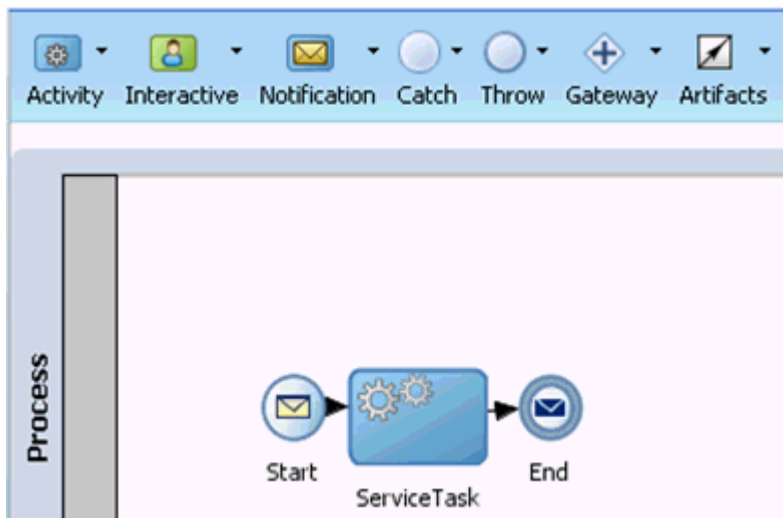 Activity Interactive Notification Catch Throw Gateway Artifacts
Process
Start
ServiceTask
End